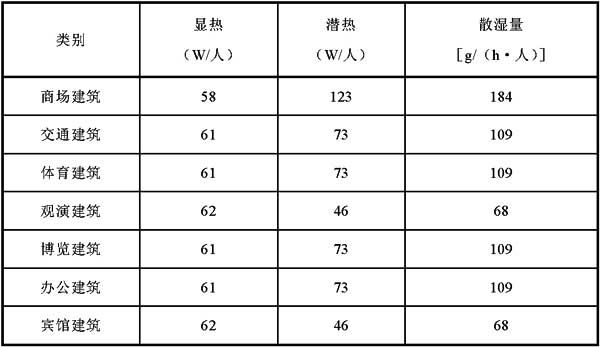 类别 显热 潜热 散湿量
（W/人） （W/人） ［g/（h·人）］
商场建筑 58 123 184
交通建筑 61 73 109
体育建筑 61 73 109
观演建筑 62 46 68
博览建筑 61 73 109
办公建筑 61 73 109
宾馆建筑 62 46 68